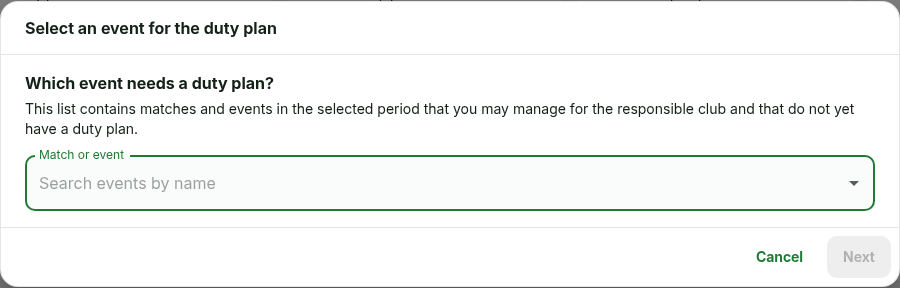 Select an event for the duty plan
Which event needs a duty plan?
This list contains matches and events in the selected period that you may manage for the responsible club and that do not yet
have a duty plan.
Match or event
Search events by name
Cancel
Next